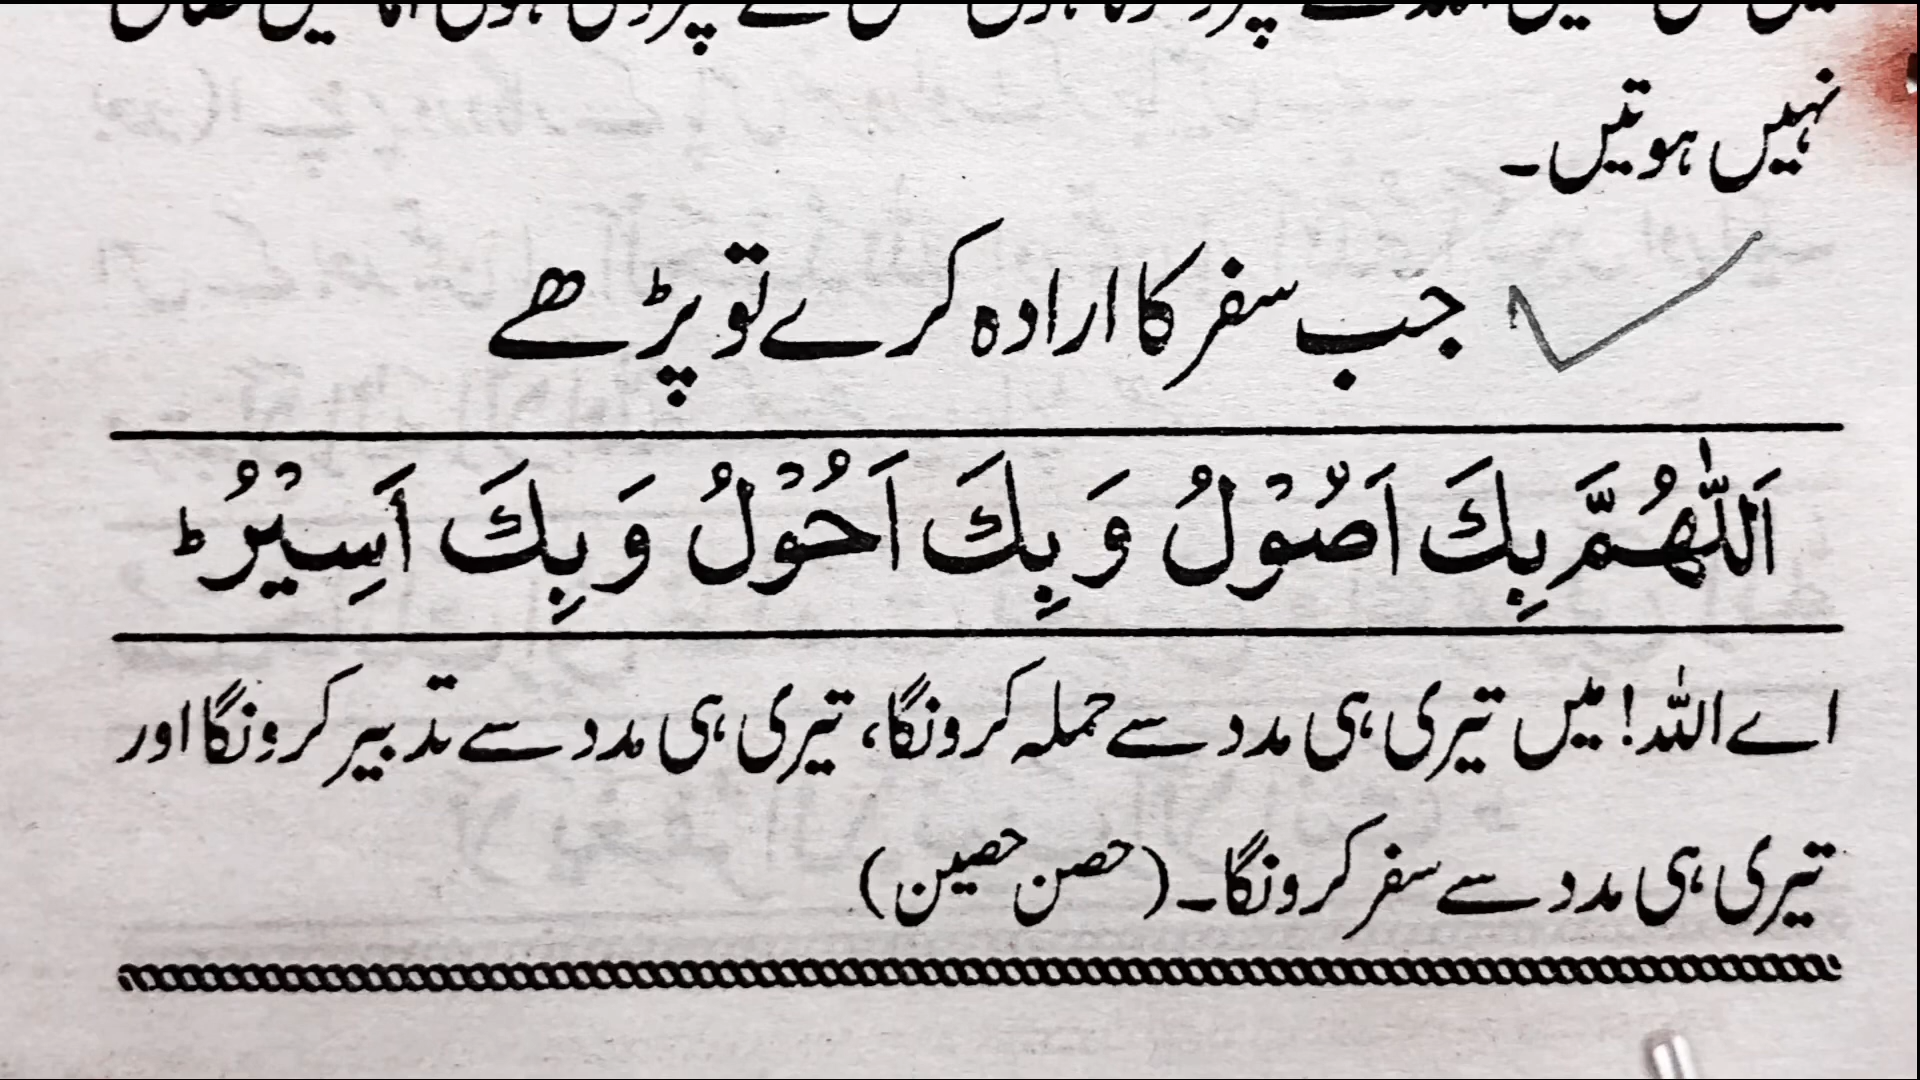 نہیں ہوتیں۔
جب سفر کا ارادہ کرے تو پڑھے
اَللّٰهُمَّ بِكَ اَصُوْلُ وَ بِكَ اَحُوْلُ وَ بِكَ اَسِيْرُ ط
اے اللہ! میں تیری ہی مدد سے حملہ کرونگا، تیری ہی مدد سے تدبیر کرونگا اور
تیری ہی مدد سے سفر کرونگا۔ (حصن حصین)